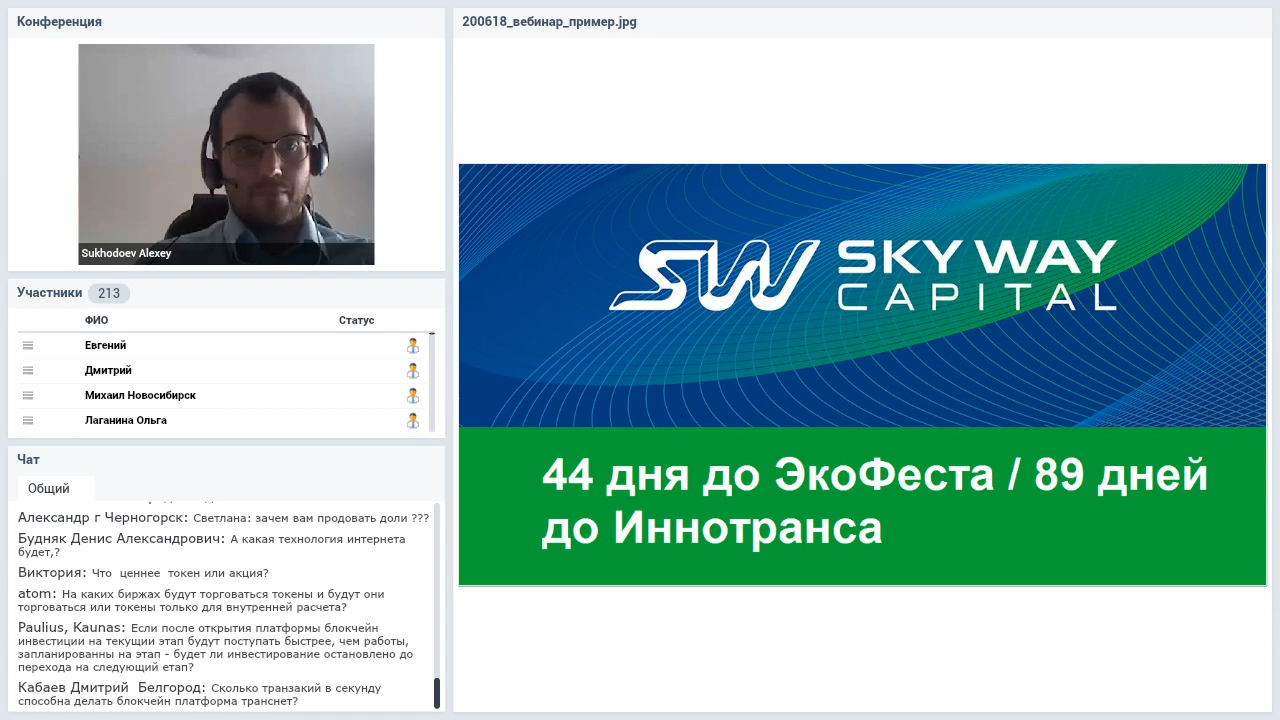 Конференция
Sukhodoev Alexey
Участники 213
ФИО Статус
Евгений
Дмитрий
Михаил Новосибирск
Лаганина Ольга
Чат
Общий
Александр г Черногорск: Светлана: зачем вам продовать доли ???
Будняк Денис Александрович: А какая технология интернета
будет,?
Виктория: Что  ценнее  токен или акция?
atom: На каких биржах будут торговаться токены и будут они
торговаться или токены только для внутренней расчета?
Paulius, Kaunas: Если после открытия платформы блокчейн
инвестиции на текущии этап будут поступать быстрее, чем работы,
запланированны на этап - будет ли инвестирование остановлено до
перехода на следующий етап?
Кабаев Дмитрий  Белгород: Сколько транзакий в секунду
способна делать блокчейн платформа транснет?
200618_вебинар_пример.jpg
SW SKY WAY
CAPITAL
44 дня до ЭкоФеста / 89 дней
до Иннотранса